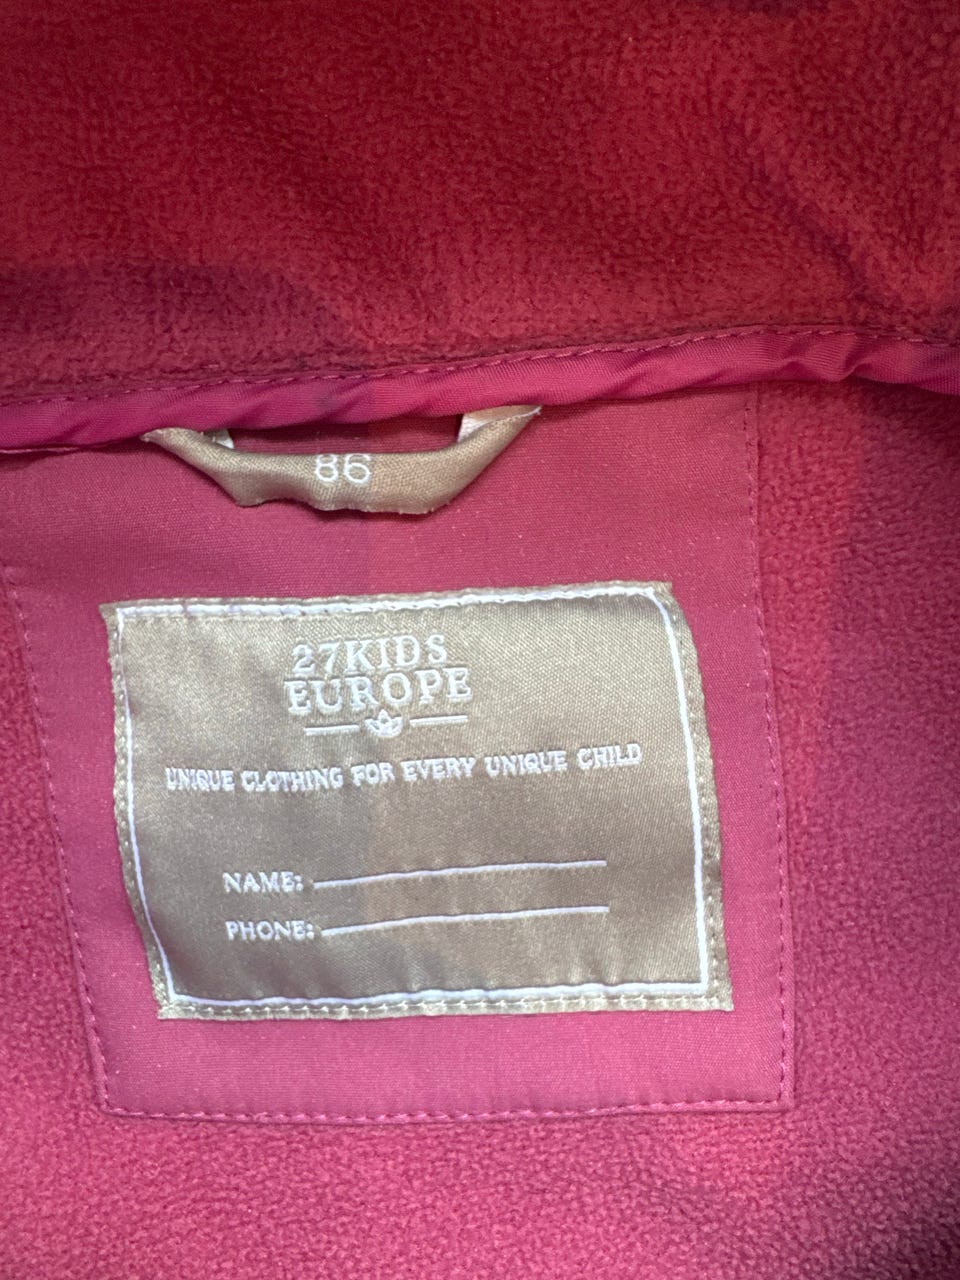 86
27KIDS
EUROPE
UNIQUE CLOTHING FOR EVERY UNIQUE CHILD
NAME:
PHONE: